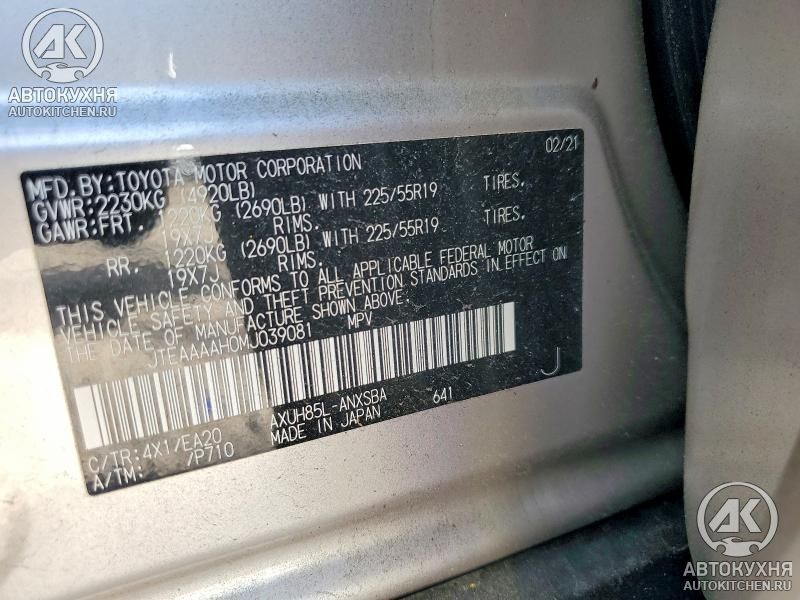 AK
АВТОКУХНЯ
AUTOKITCHEN.RU
MFD.BY:TOYOTA MOTOR CORPORATION 02/21
GVWR:2230KG (4920LB)
GAWR:FRT. 1220KG (2690LB) WITH 225/55R19 TIRES,
19X7J RIMS.
RR. 1220KG (2690LB) WITH 225/55R19 TIRES,
19X7J RIMS.
THIS VEHICLE CONFORMS TO ALL APPLICABLE FEDERAL MOTOR
VEHICLE SAFETY AND THEFT PREVENTION STANDARDS IN EFFECT ON
THE DATE OF MANUFACTURE SHOWN ABOVE.
JTEAAAAH0MJ039081 MPV
J
AXUH85L-ANXSBA 641
C/TR:4X1/EA20 MADE IN JAPAN
A/TM: /P710
AK
АВТОКУХНЯ
AUTOKITCHEN.RU